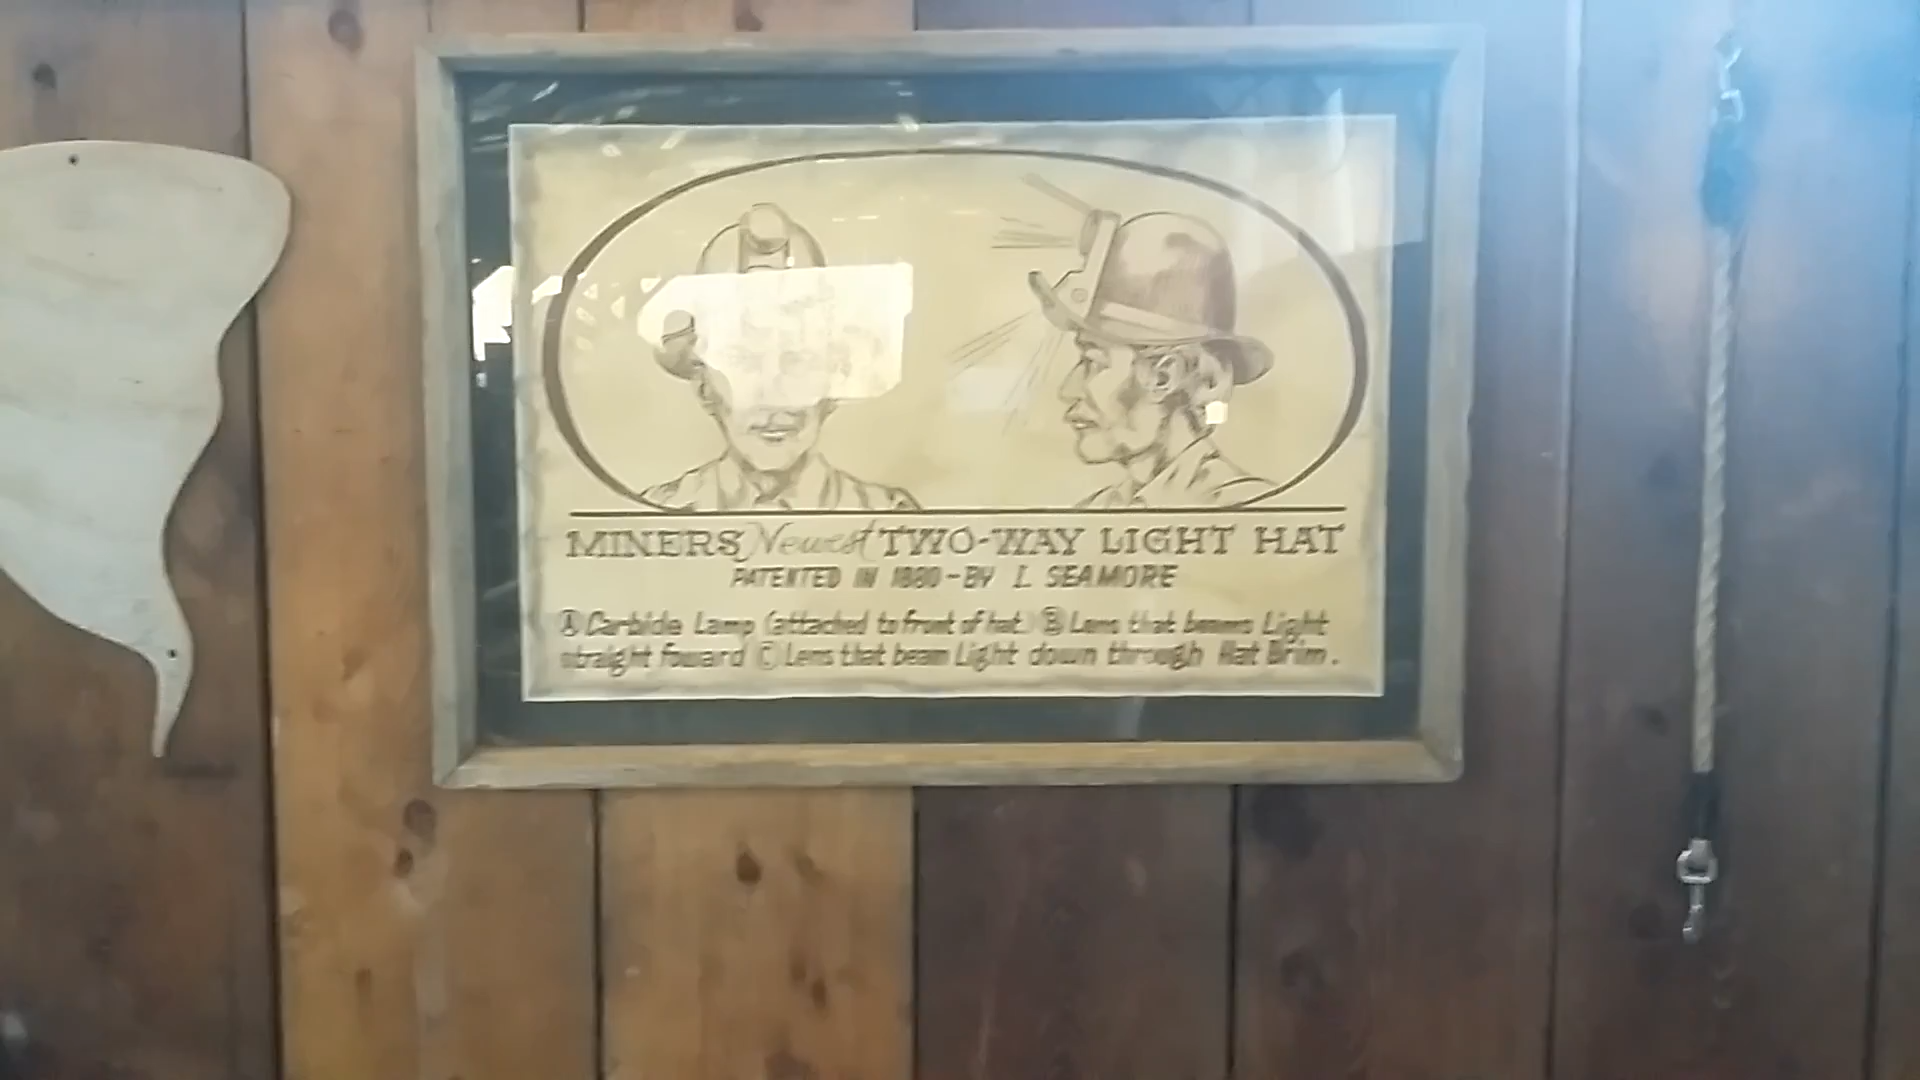 MINERS Newest TWO-WAY LIGHT HAT
PATENTED IN 1880-BY I. SEAMORE
Ⓐ Carbide Lamp (attached to front of hat) Ⓑ Lens that beams Light
straight foward Ⓒ Lens that beam Light down through Hat Brim.